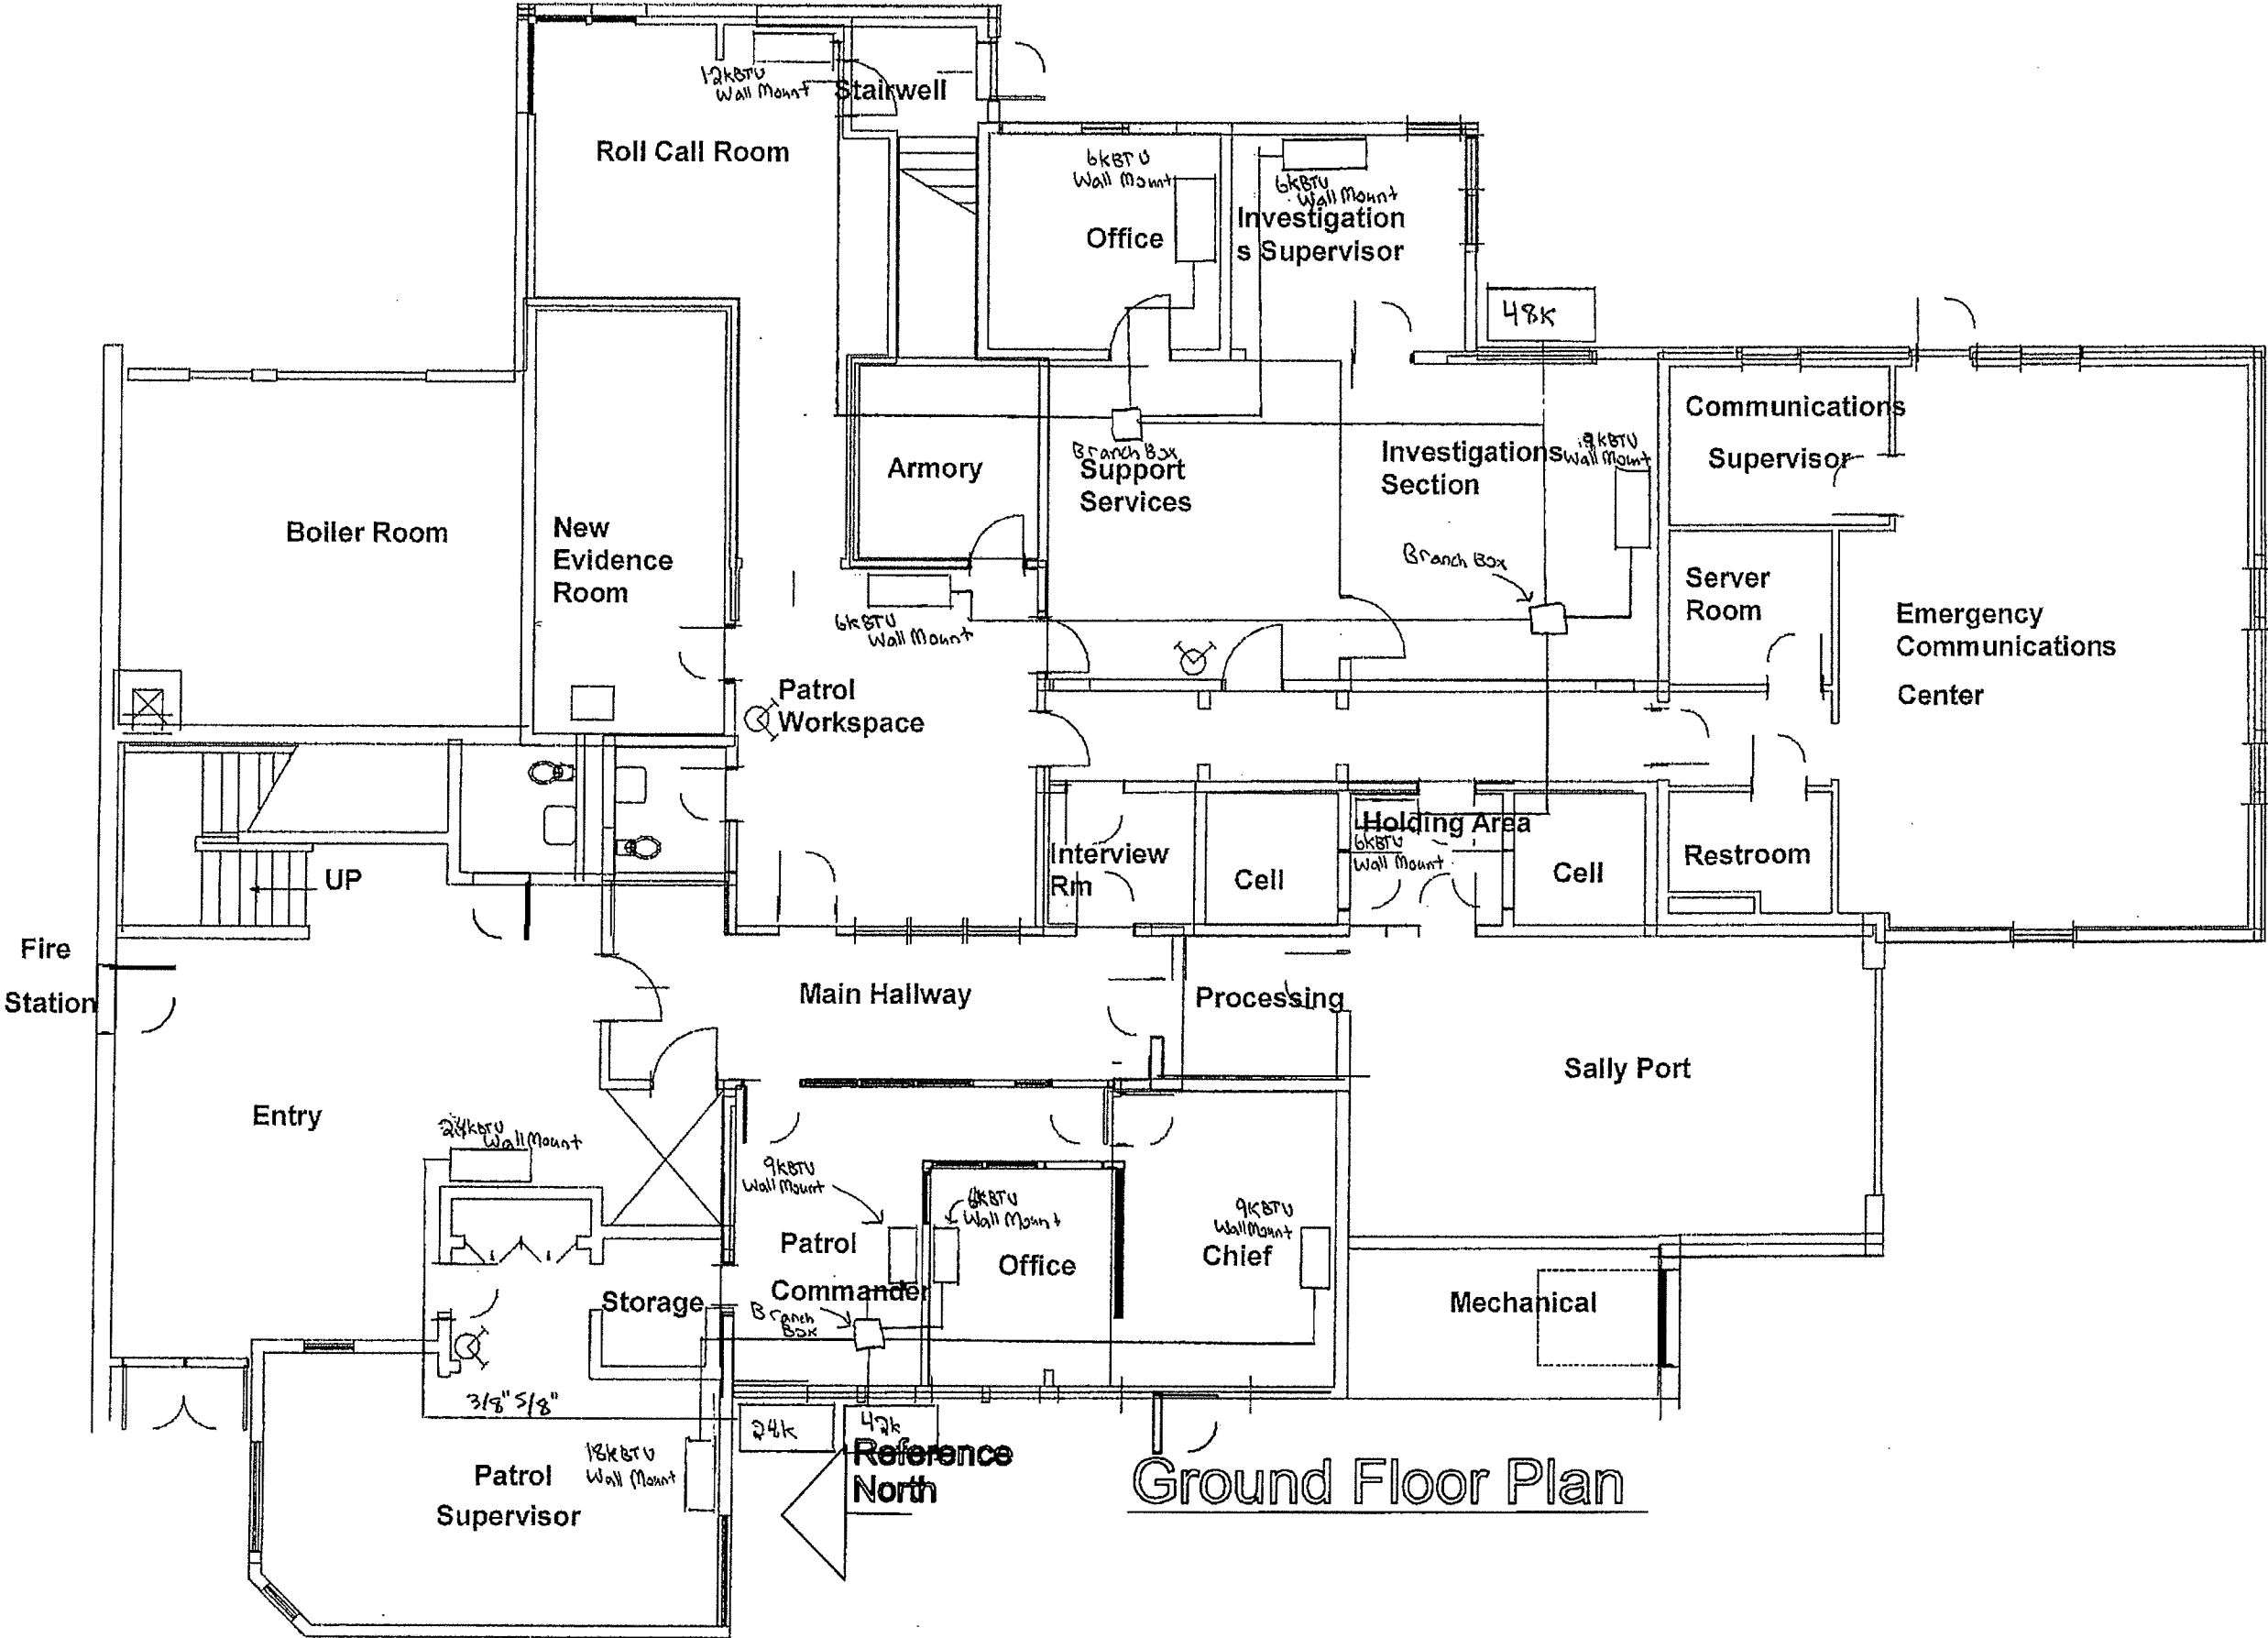 12KBTU
Wall Mount
Stairwell
Roll Call Room
6KBTU
Wall Mount
6KBTU
Wall Mount
Office
Investigation
s Supervisor
48K
Communications
Supervisor
9KBTU
Wall Mount
Branch Box
Support
Services
Investigations
Section
Armory
Boiler Room
New
Evidence
Room
Branch Box
Server
Room
Emergency
Communications
Center
6KBTU
Wall Mount
Patrol
Workspace
Holding Area
6KBTU
Wall Mount
Interview
Rm
Cell
Cell
Restroom
UP
Fire
Station
Main Hallway
Processing
Sally Port
Entry
24KBTU
Wall Mount
9KBTU
Wall Mount
6KBTU
Wall Mount
9KBTU
Wall Mount
Patrol
Commander
Office
Chief
Storage
Branch
Box
Mechanical
3/8" 5/8"
24K
42K
Reference
North
18KBTU
Wall Mount
Patrol
Supervisor
Ground Floor Plan